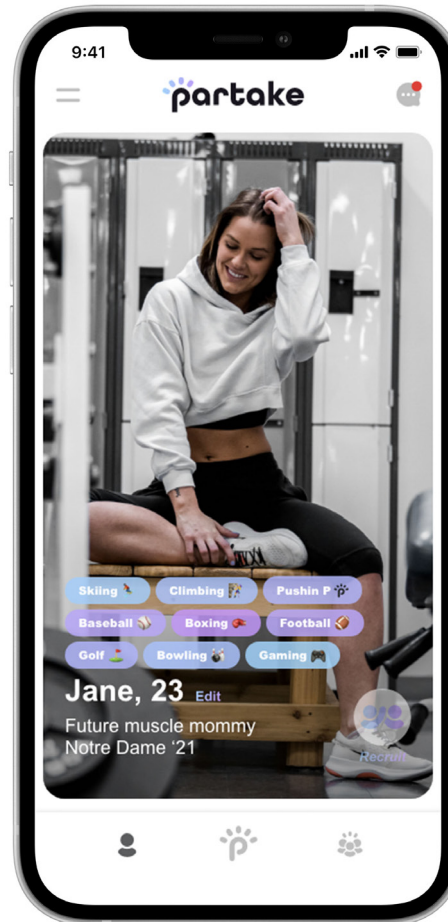 9:41
partake
Skiing Climbing Pushin P
Baseball Boxing Football
Golf Bowling Gaming
Jane, 23 Edit
Future muscle mommy
Notre Dame ‘21
Recruit